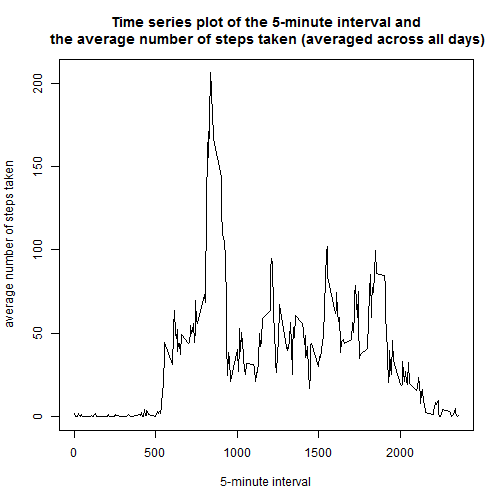 Time series plot of the 5-minute interval and
the average number of steps taken (averaged across all days)
average number of steps taken
200
150
100
50
0
0 500 1000 1500 2000
5-minute interval